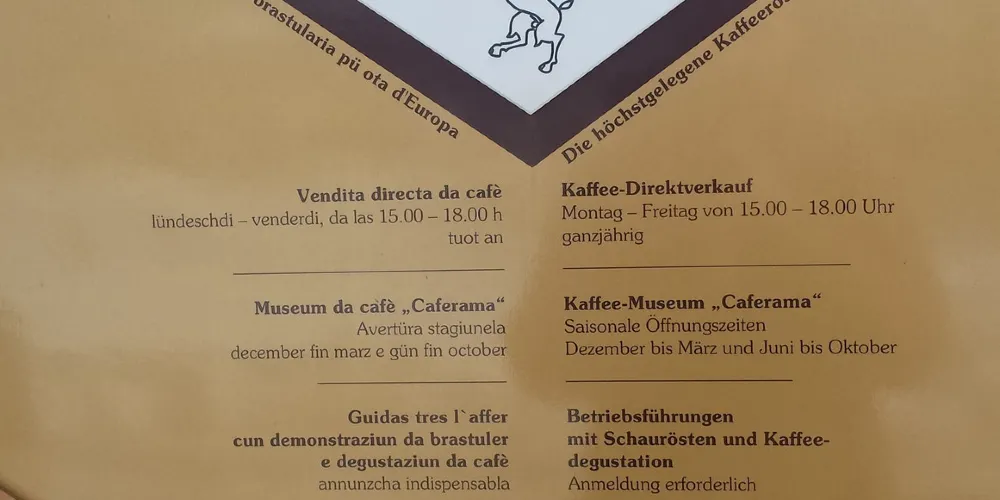 brastularia pü ota d'Europa
Die höchstgelegene
Vendita directa da cafè
lündeschdi – venderdi, da las 15.00 – 18.00 h
tuot an
Museum da cafè „Caferama“
Avertüra stagiunela
december fin marz e gün fin october
Guidas tres l`affer
cun demonstraziun da brastuler
e degustaziun da cafè
annunzcha indispensabla
Kaffee-Direktverkauf
Montag – Freitag von 15.00 – 18.00 Uhr
ganzjährig
Kaffee-Museum „Caferama“
Saisonale Öffnungszeiten
Dezember bis März und Juni bis Oktober
Betriebsführungen
mit Schaurösten und Kaffee-
degustation
Anmeldung erforderlich